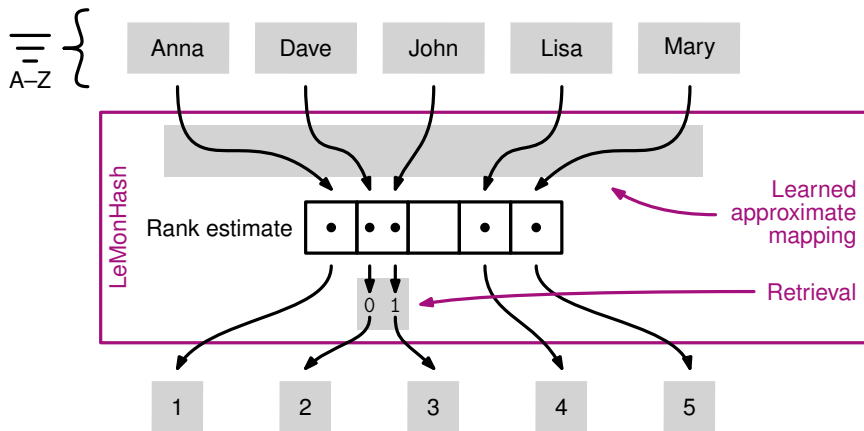 A–Z
Anna
Dave
John
Lisa
Mary
LeMonHash
Rank estimate
Learned
approximate
mapping
0 1
Retrieval
1
2
3
4
5